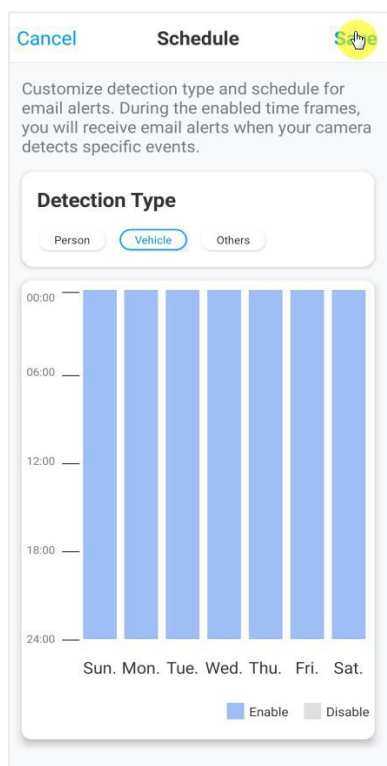 Cancel Schedule Save
Customize detection type and schedule for
email alerts. During the enabled time frames,
you will receive email alerts when your camera
detects specific events.
Detection Type
Person Vehicle Others
00:00
06:00
12:00
18:00
24:00
Sun. Mon. Tue. Wed. Thu. Fri. Sat.
Enable Disable